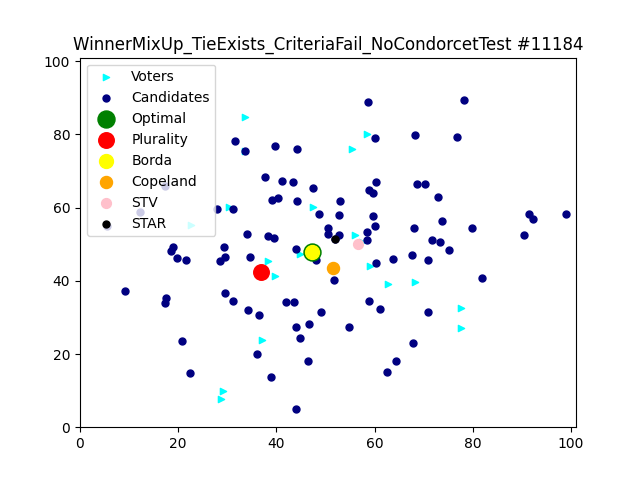 WinnerMixUp_TieExists_CriteriaFail_NoCondorcetTest #11184
100
80
60
40
20
0
Voters
Candidates
Optimal
Plurality
Borda
Copeland
STV
STAR
0 20 40 60 80 100